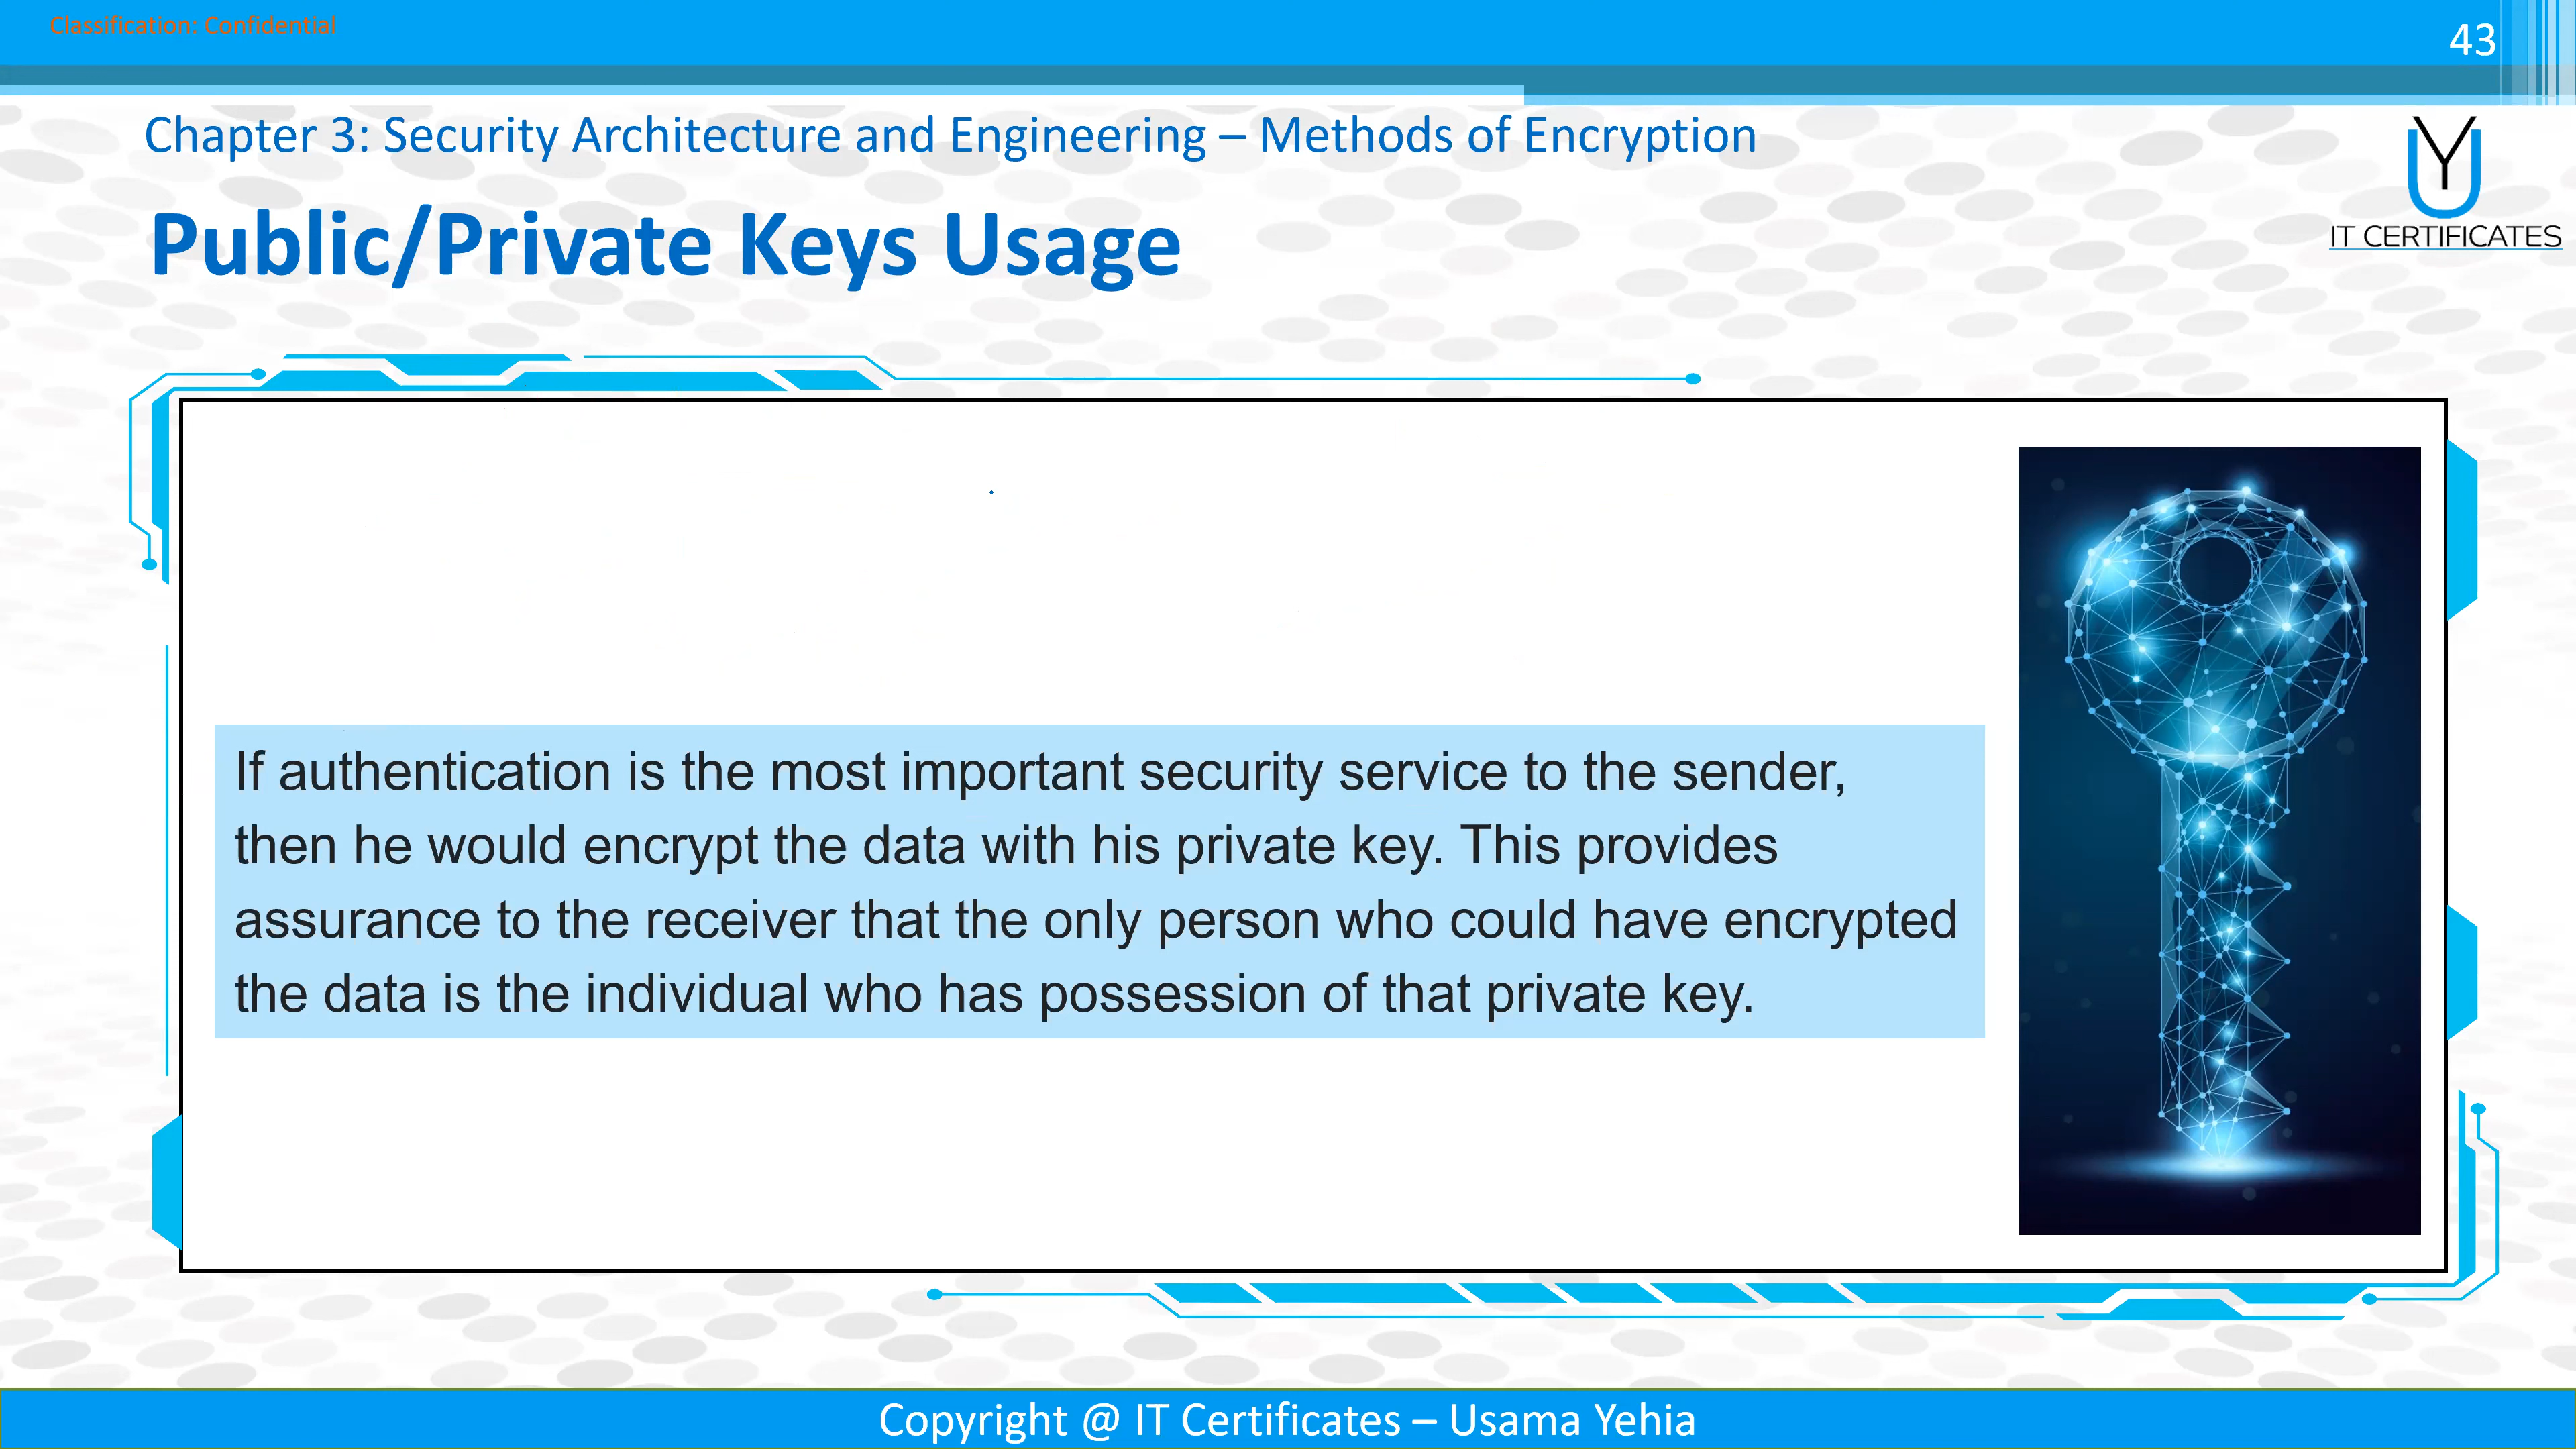 Classification: Confidential
43
Chapter 3: Security Architecture and Engineering – Methods of Encryption
Public/Private Keys Usage
UY
IT CERTIFICATES
If authentication is the most important security service to the sender,
then he would encrypt the data with his private key. This provides
assurance to the receiver that the only person who could have encrypted
the data is the individual who has possession of that private key.
Copyright @ IT Certificates – Usama Yehia